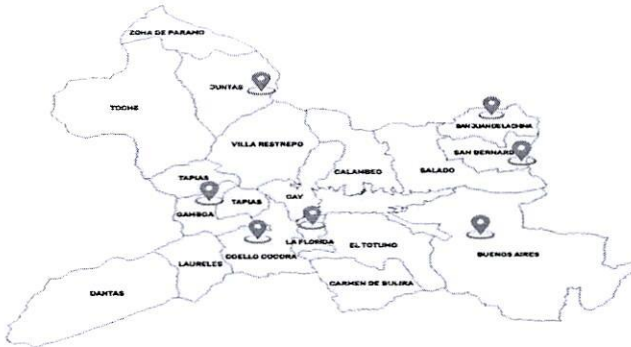 ZONA DE PARAMO
JUNTAS
TOCHE
SAN JUAN DE LA CHINA
VILLA RESTREPO
SAN BERNARD
CALAMBEO
SALADO
TAPIAS
GAY
TAPIAS
GAMBOA
LA FLORIDA
EL TOTUMO
COELLO COCORA
BUENOS AIRES
LAURELES
CARMEN DE BULIRA
DANTAS